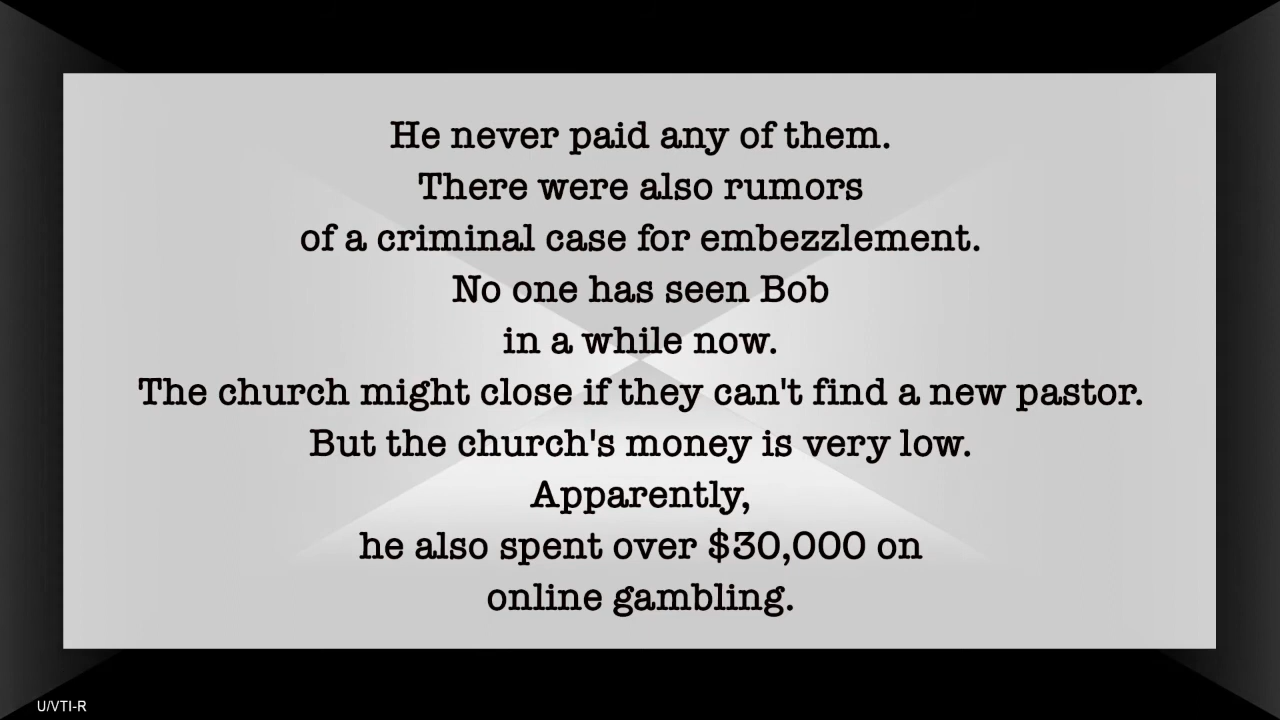 He never paid any of them.
There were also rumors
of a criminal case for embezzlement.
No one has seen Bob
in a while now.
The church might close if they can't find a new pastor.
But the church's money is very low.
Apparently,
he also spent over $30,000 on
online gambling.
U/VTI-R